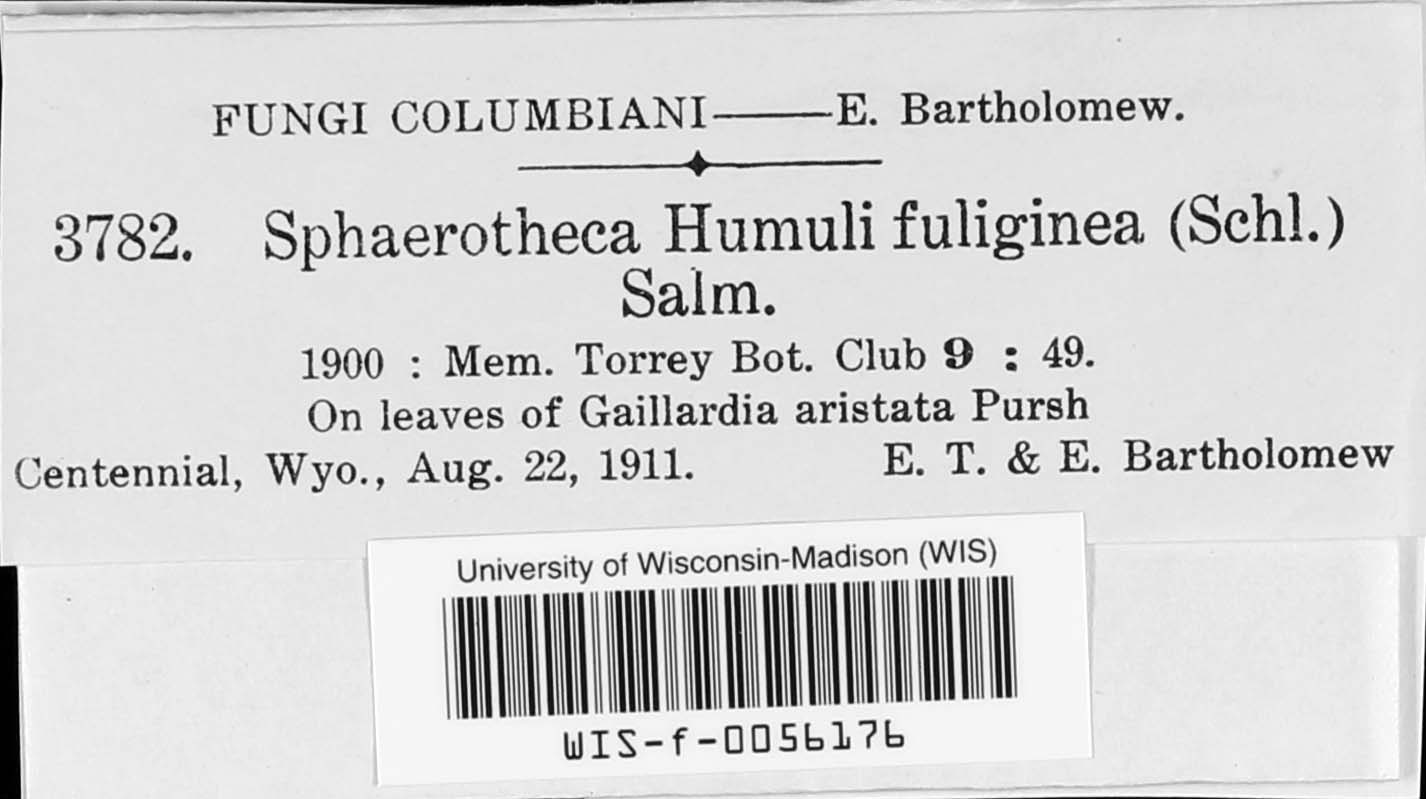 FUNGI COLUMBIANI——E. Bartholomew.
3782. Sphaerotheca Humuli fuliginea (Schl.)
Salm.
1900 : Mem. Torrey Bot. Club 9 : 49.
On leaves of Gaillardia aristata Pursh
Centennial, Wyo., Aug. 22, 1911. E. T. & E. Bartholomew
University of Wisconsin-Madison (WIS)
WIS-f-0056176